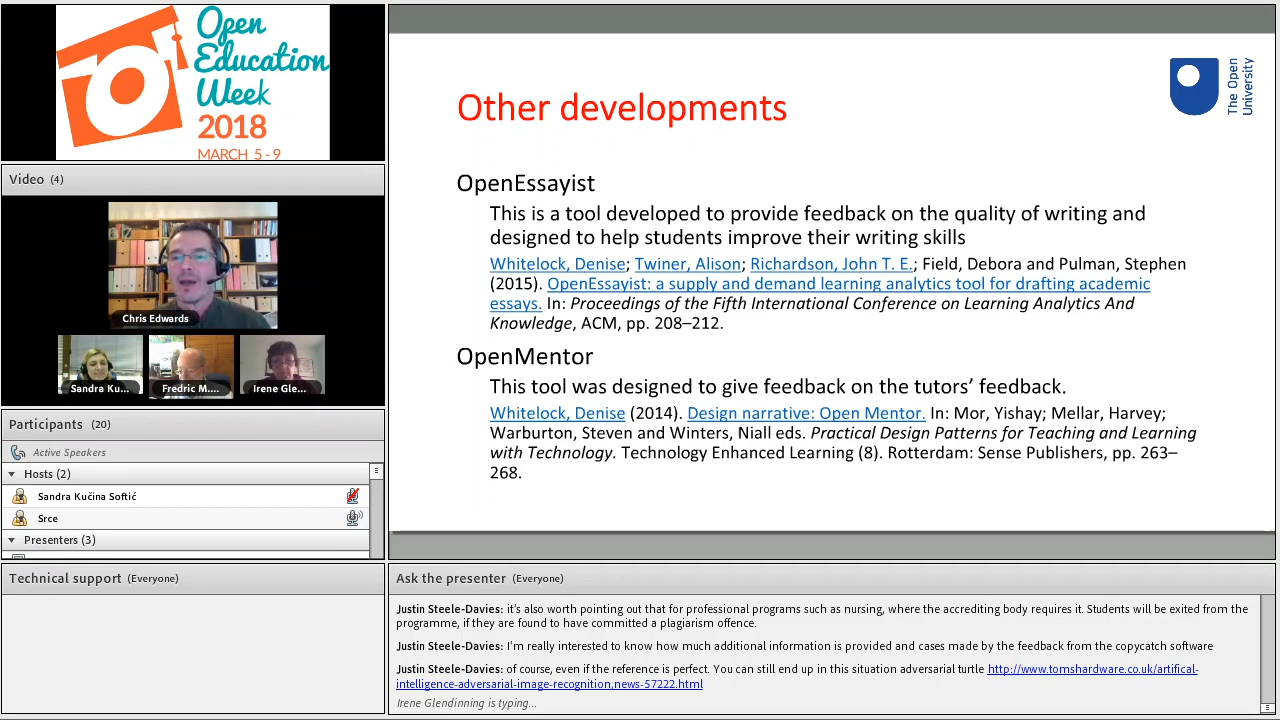 Open
Education
Week
2018
MARCH 5-9
Video (4)
Chris Edwards
Sandra Ku...
Fredric M....
Irene Gle...
Participants (20)
Active Speakers
Hosts (2)
Sandra Kučina Softić
Srce
Presenters (3)
Technical support (Everyone)
The Open
University
Other developments
OpenEssayist
This is a tool developed to provide feedback on the quality of writing and
designed to help students improve their writing skills
Whitelock, Denise; Twiner, Alison; Richardson, John T. E.; Field, Debora and Pulman, Stephen
(2015). OpenEssayist: a supply and demand learning analytics tool for drafting academic
essays. In: Proceedings of the Fifth International Conference on Learning Analytics And
Knowledge, ACM, pp. 208–212.
OpenMentor
This tool was designed to give feedback on the tutors’ feedback.
Whitelock, Denise (2014). Design narrative: Open Mentor. In: Mor, Yishay; Mellar, Harvey;
Warburton, Steven and Winters, Niall eds. Practical Design Patterns for Teaching and Learning
with Technology. Technology Enhanced Learning (8). Rotterdam: Sense Publishers, pp. 263–
268.
Ask the presenter (Everyone)
Justin Steele-Davies: it's also worth pointing out that for professional programs such as nursing, where the accrediting body requires it. Students will be exited from the
programme, if they are found to have committed a plagiarism offence.
Justin Steele-Davies: I'm really interested to know how much additional information is provided and cases made by the feedback from the copycatch software
Justin Steele-Davies: of course, even if the reference is perfect. You can still end up in this situation adversarial turtle http://www.tomshardware.co.uk/artifical-
intelligence-adversarial-image-recognition,news-57222.html
Irene Glendinning is typing...